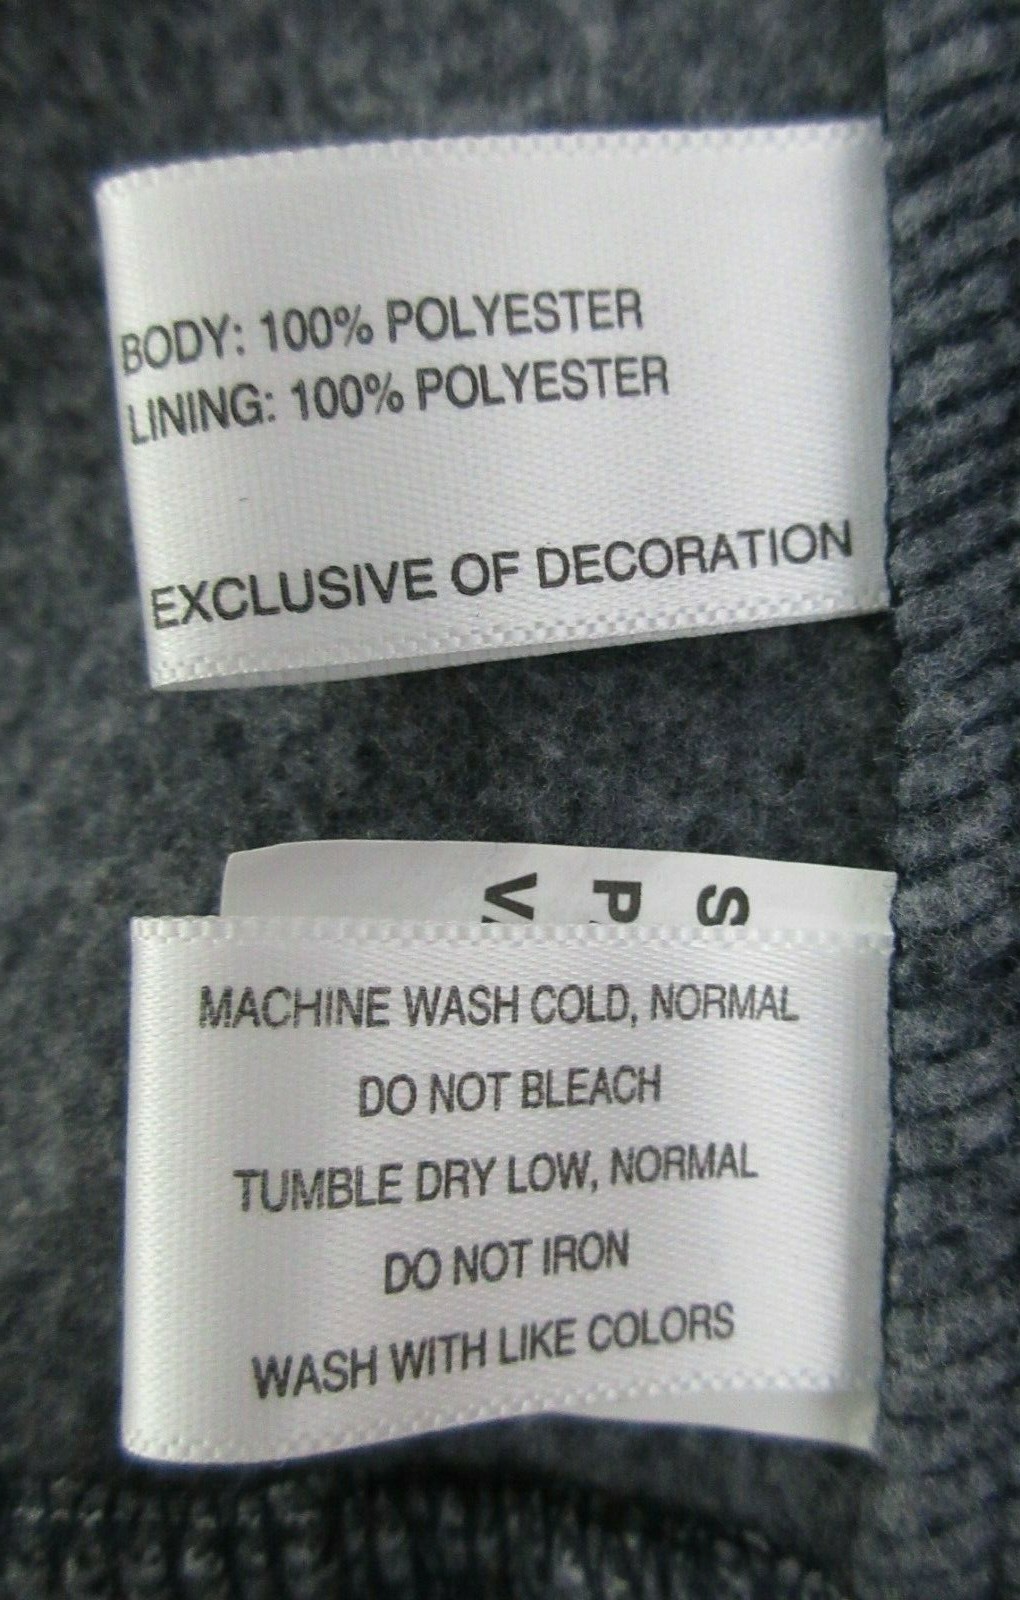 BODY: 100% POLYESTER
LINING: 100% POLYESTER
EXCLUSIVE OF DECORATION
S
P
V
MACHINE WASH COLD, NORMAL
DO NOT BLEACH
TUMBLE DRY LOW, NORMAL
DO NOT IRON
WASH WITH LIKE COLORS